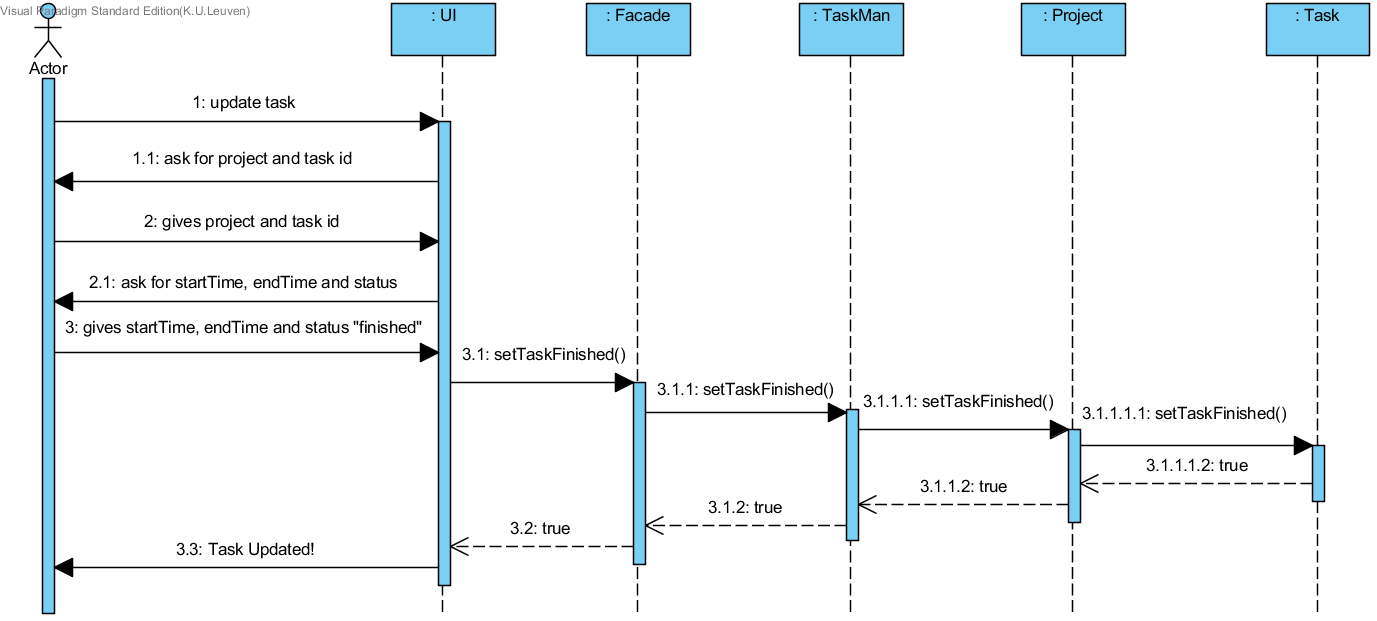 Visual Paradigm Standard Edition(K.U.Leuven)
: UI
: Facade
: TaskMan
: Project
: Task
Actor
1: update task
1.1: ask for project and task id
2: gives project and task id
2.1: ask for startTime, endTime and status
3: gives startTime, endTime and status "finished"
3.1: setTaskFinished()
3.1.1: setTaskFinished()
3.1.1.1: setTaskFinished()
3.1.1.1.1: setTaskFinished()
3.1.1.1.2: true
3.1.1.2: true
3.1.2: true
3.2: true
3.3: Task Updated!